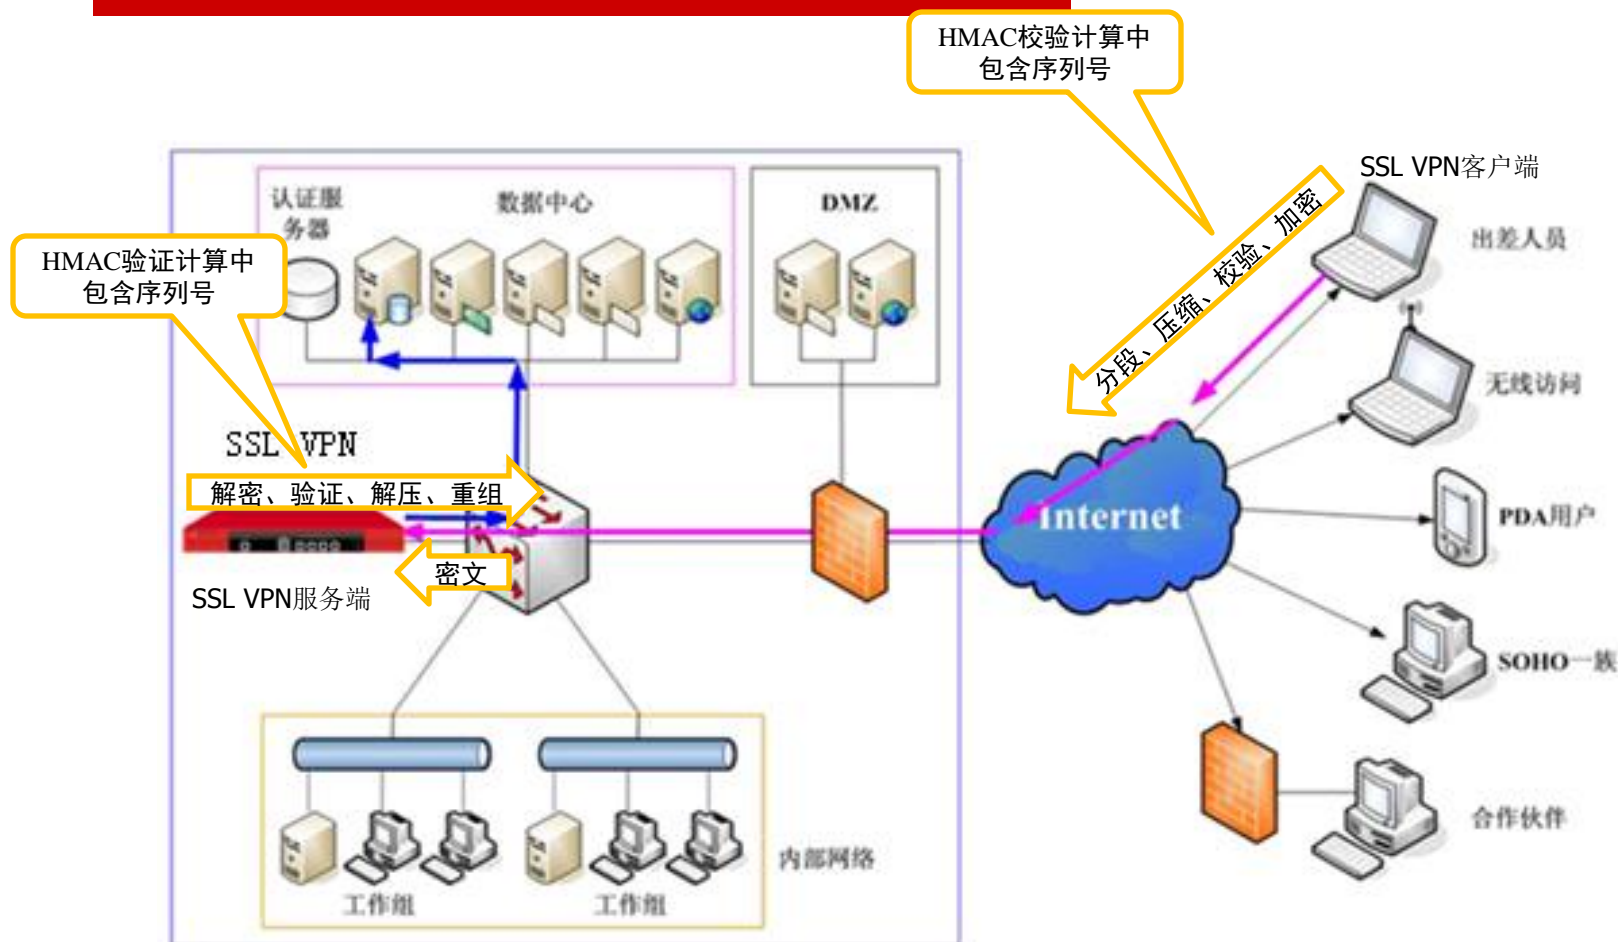 HMAC校验计算中
包含序列号
SSL VPN客户端
认证服
务器
数据中心
DMZ
出差人员
分段、压缩、校验、加密
HMAC验证计算中
包含序列号
无线访问
SSL VPN
解密、验证、解压、重组
Internet
PDA用户
密文
SSL VPN服务端
SOHO一族
合作伙伴
内部网络
工作组
工作组